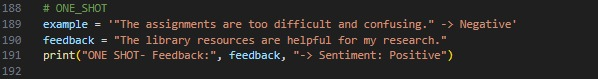 188 # ONE_SHOT
189 example = '"The assignments are too difficult and confusing." -> Negative'
190 feedback = "The library resources are helpful for my research."
191 print("ONE SHOT- Feedback:", feedback, "-> Sentiment: Positive")
192